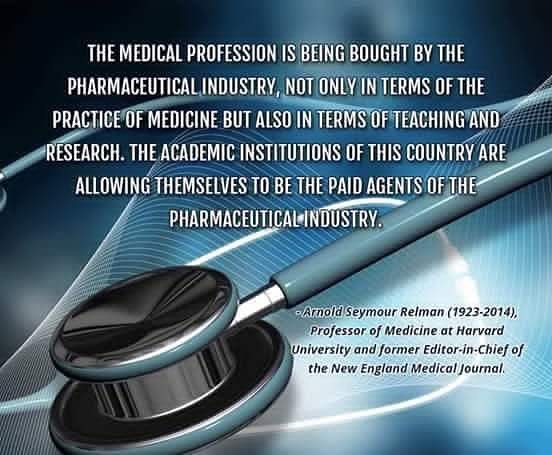 THE MEDICAL PROFESSION IS BEING BOUGHT BY THE
PHARMACEUTICAL INDUSTRY, NOT ONLY IN TERMS OF THE
PRACTICE OF MEDICINE BUT ALSO IN TERMS OF TEACHING AND
RESEARCH. THE ACADEMIC INSTITUTIONS OF THIS COUNTRY ARE
ALLOWING THEMSELVES TO BE THE PAID AGENTS OF THE
PHARMACEUTICAL INDUSTRY.
- Arnold Seymour Relman (1923-2014),
Professor of Medicine at Harvard
University and former Editor-in-Chief of
the New England Medical Journal.